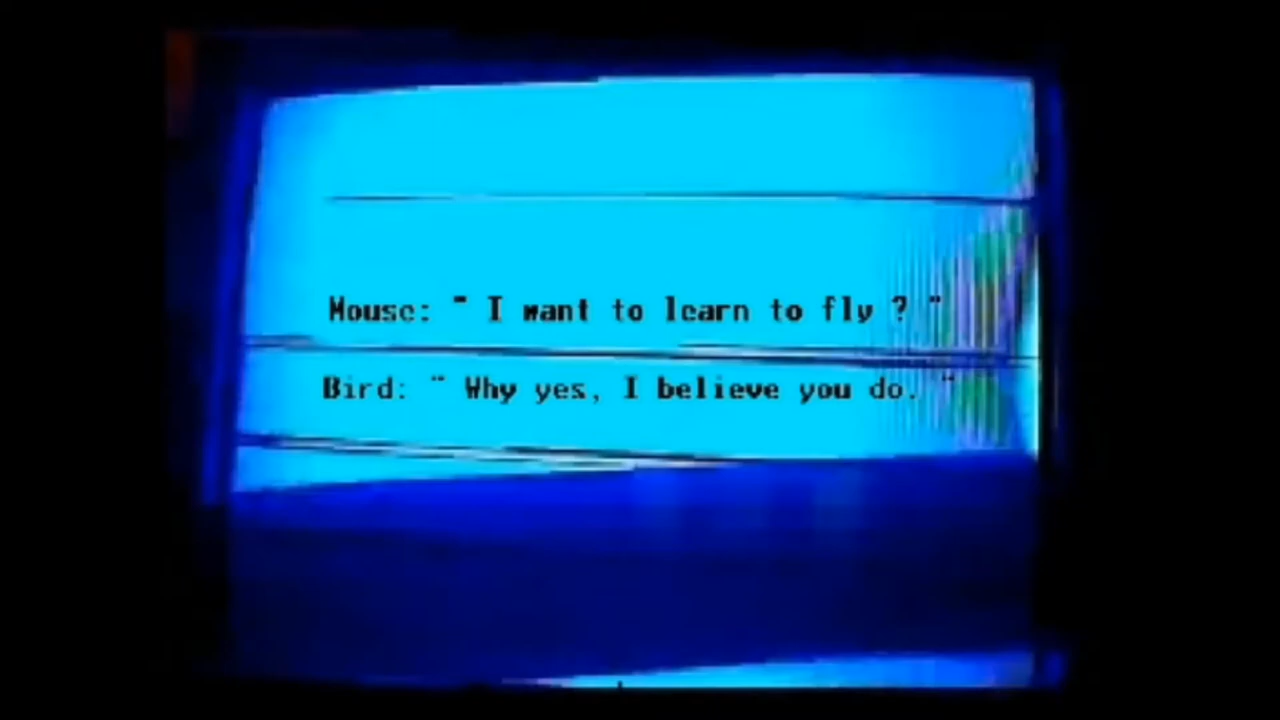 Mouse: " I want to learn to fly ? "
Bird: " Why yes, I believe you do. "